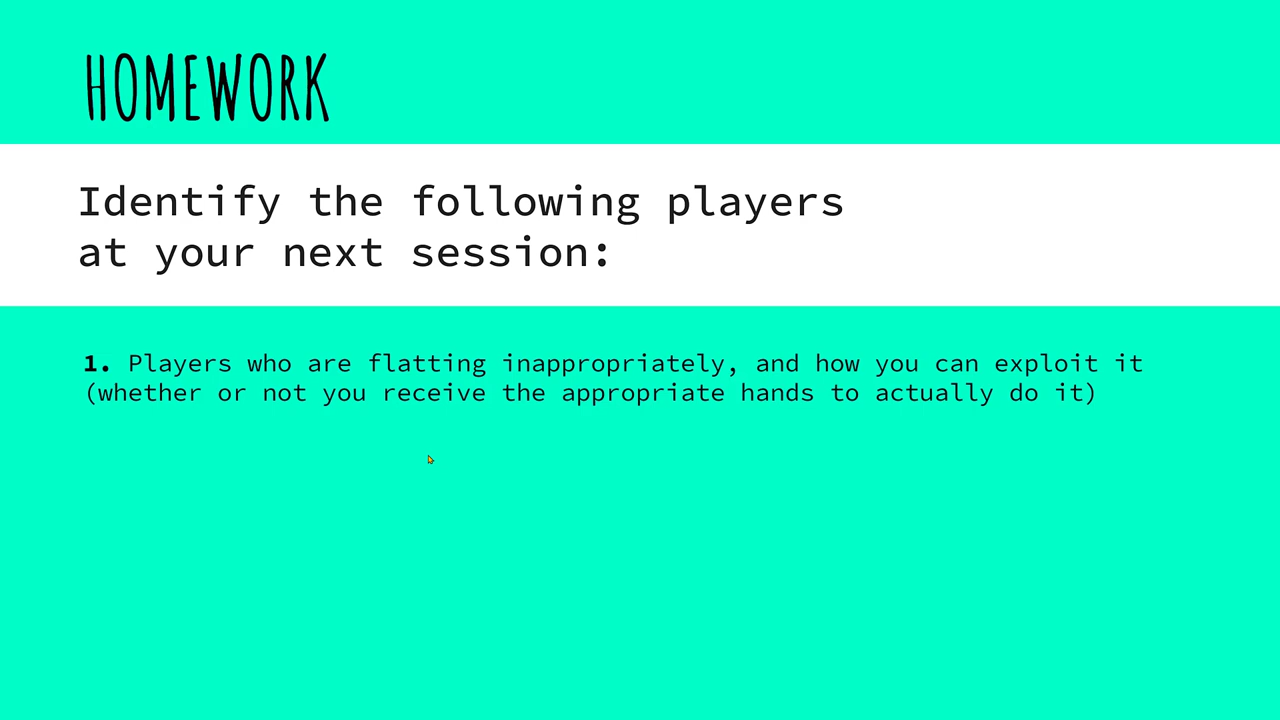 HOMEWORK
Identify the following players
at your next session:
1. Players who are flatting inappropriately, and how you can exploit it
(whether or not you receive the appropriate hands to actually do it)